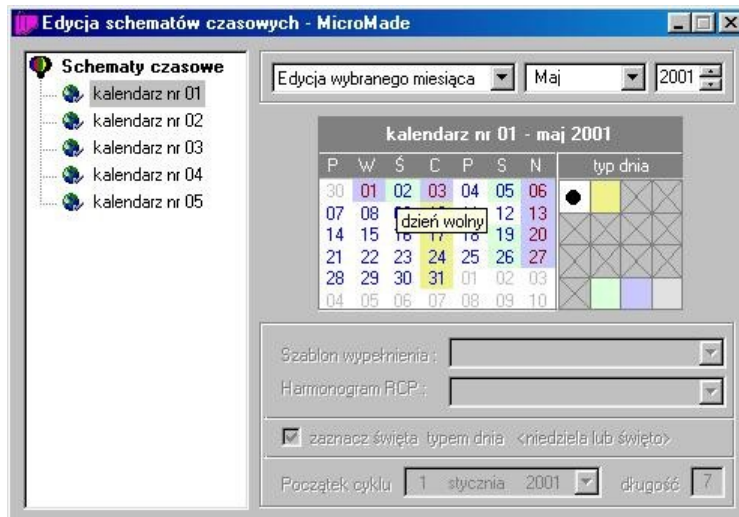 Edycja schematów czasowych - MicroMade
Schematy czasowe
kalendarz nr 01
kalendarz nr 02
kalendarz nr 03
kalendarz nr 04
kalendarz nr 05
Edycja wybranego miesiąca Maj 2001
kalendarz nr 01 - maj 2001
P W Ś C P S N typ dnia
30 01 02 03 04 05 06
07 08 12 13
dzień wolny
14 15 16 17 18 19 20
21 22 23 24 25 26 27
28 29 30 31 01 02 03
04 05 06 07 08 09 10
Szablon wypełnienia :
Harmonogram RCP :
zaznacz święta typem dnia <niedziela lub święto>
Początek cyklu 1 stycznia 2001 długość 7